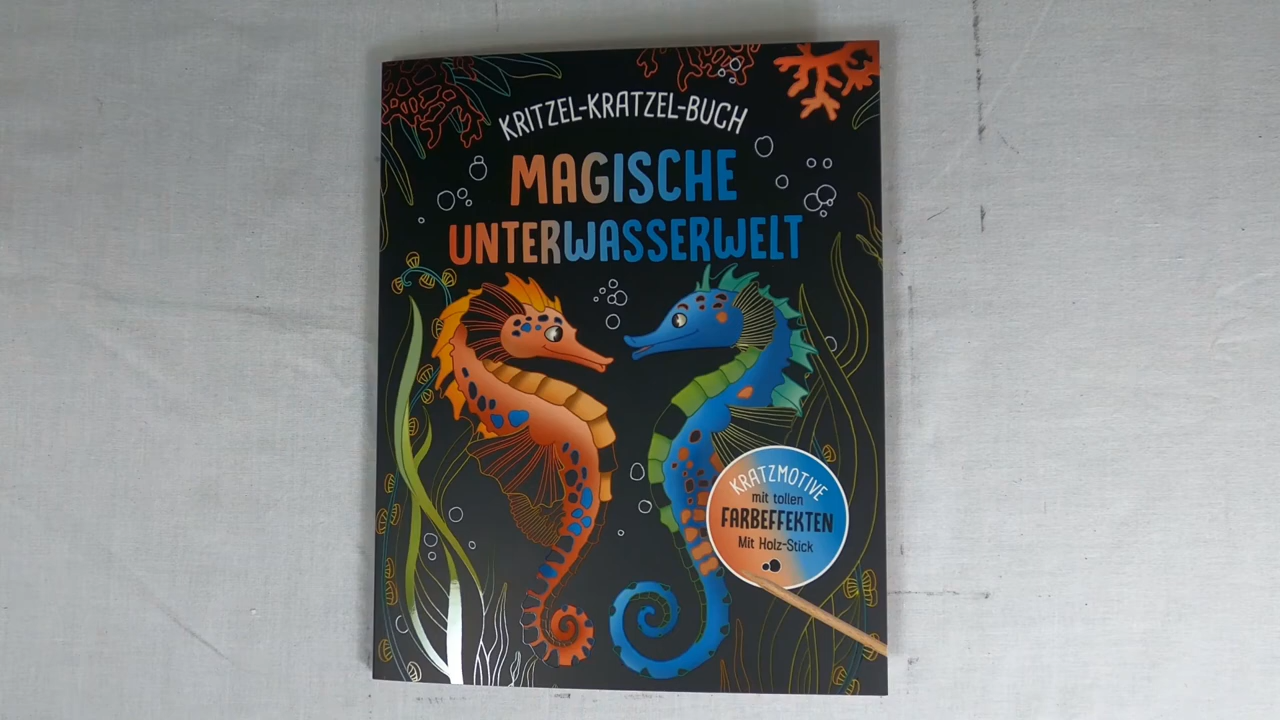 KRITZEL-KRATZEL-BUCH
MAGISCHE
UNTERWASSERWELT
KRATZMOTIVE
mit tollen
FARBEFFEKTEN
Mit Holz-Stick